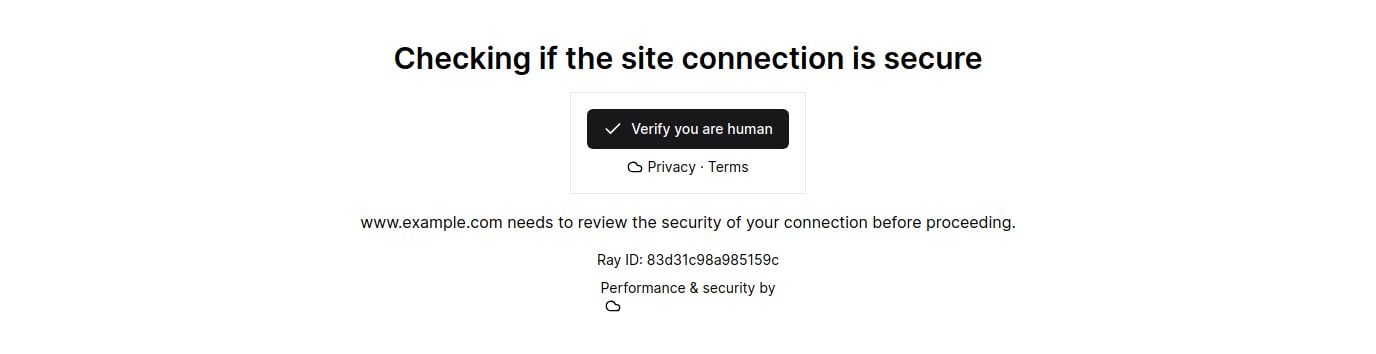 Checking if the site connection is secure
Verify you are human
Privacy · Terms
www.example.com needs to review the security of your connection before proceeding.
Ray ID: 83d31c98a985159c
Performance & security by